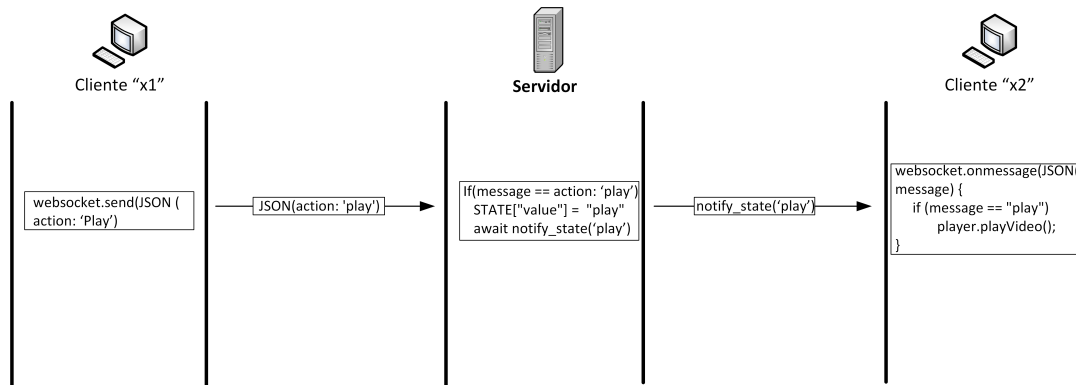 Cliente “x1”
Servidor
Cliente “x2”
websocket.send(JSON (
action: ‘Play’)
JSON(action: 'play')
If(message == action: ‘play’)
STATE["value"] = "play"
await notify_state(‘play’)
notify_state(‘play’)
websocket.onmessage(JSON(
message) {
if (message == "play")
player.playVideo();
}